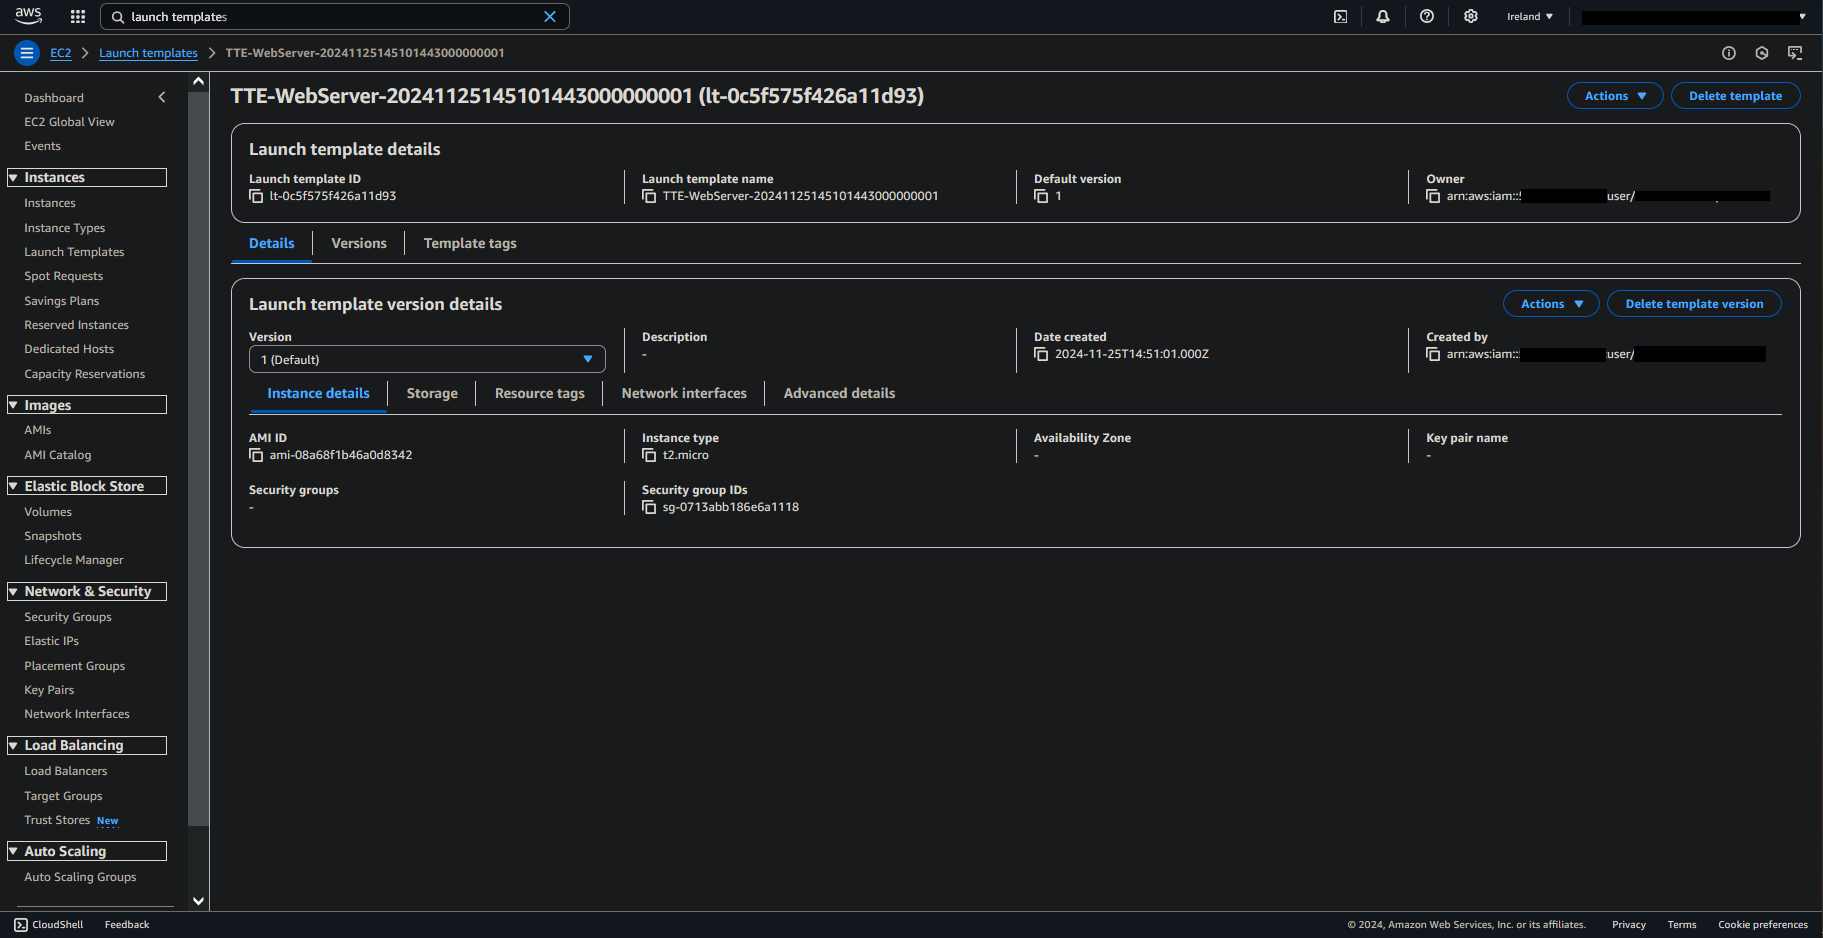 aws
launch templates
Ireland
EC2 Launch templates TTE-WebServer-20241125145101443000000001
Dashboard
EC2 Global View
Events
Instances
Instances
Instance Types
Launch Templates
Spot Requests
Savings Plans
Reserved Instances
Dedicated Hosts
Capacity Reservations
Images
AMIs
AMI Catalog
Elastic Block Store
Volumes
Snapshots
Lifecycle Manager
Network & Security
Security Groups
Elastic IPs
Placement Groups
Key Pairs
Network Interfaces
Load Balancing
Load Balancers
Target Groups
Trust Stores New
Auto Scaling
Auto Scaling Groups
TTE-WebServer-20241125145101443000000001 (lt-0c5f575f426a11d93)
Actions
Delete template
Launch template details
Launch template ID
lt-0c5f575f426a11d93
Launch template name
TTE-WebServer-20241125145101443000000001
Default version
1
Owner
arn:aws:iam:: user/
Details Versions Template tags
Launch template version details
Actions
Delete template version
Version
1 (Default)
Description
-
Date created
2024-11-25T14:51:01.000Z
Created by
arn:aws:iam:: user/
Instance details Storage Resource tags Network interfaces Advanced details
AMI ID
ami-08a68f1b46a0d8342
Instance type
t2.micro
Availability Zone
-
Key pair name
-
Security groups
-
Security group IDs
sg-0713abb186e6a1118
CloudShell Feedback
© 2024, Amazon Web Services, Inc. or its affiliates. Privacy Terms Cookie preferences